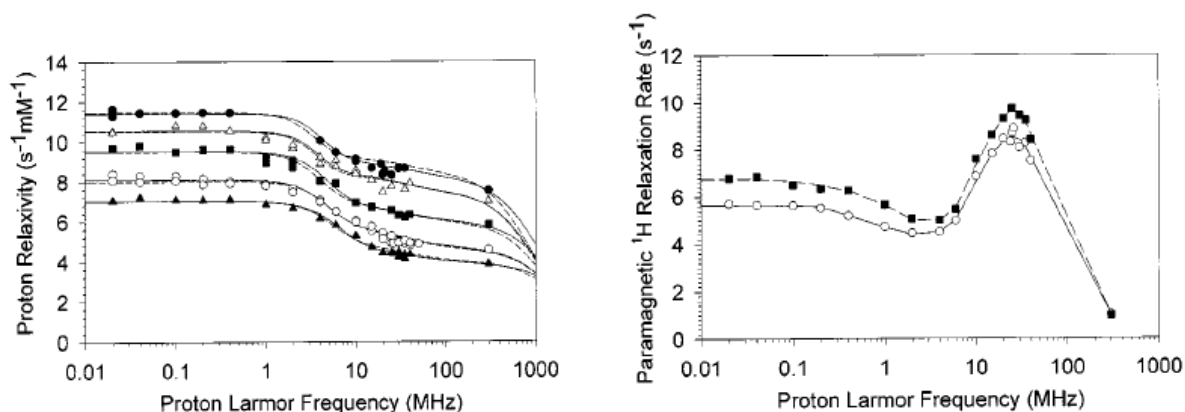 Proton Relaxivity (s⁻¹mM⁻¹)
14
12
10
8
6
4
2
0
0.01 0.1 1 10 100 1000
Proton Larmor Frequency (MHz)
Paramagnetic ¹H Relaxation Rate (s⁻¹)
12
10
8
6
4
2
0
0.01 0.1 1 10 100 1000
Proton Larmor Frequency (MHz)